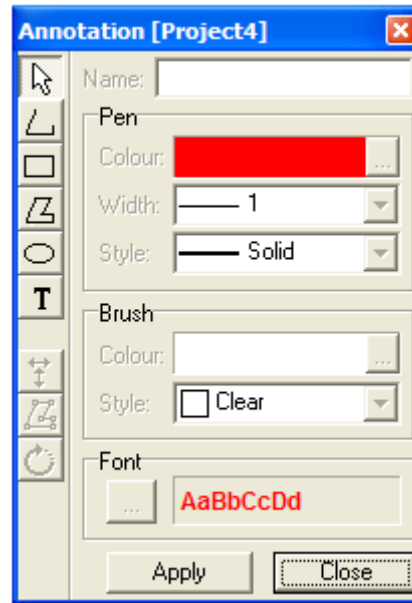 Annotation [Project4]
Name:
Pen
Colour: ...
Width: 1
Style: Solid
T
Brush
Colour: ...
Style: Clear
Font
... AaBbCcDd
Apply Close